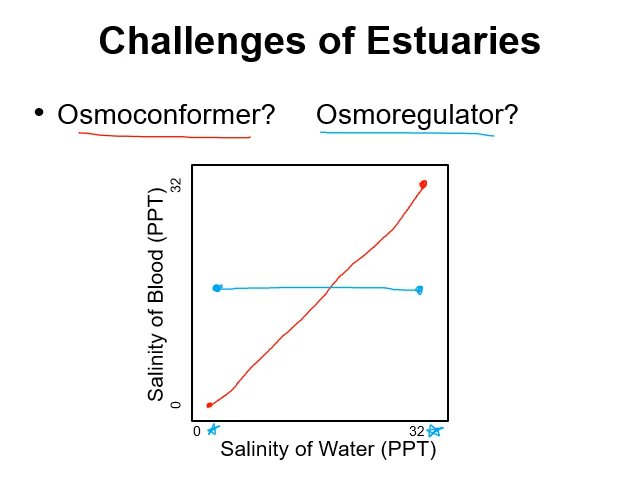 Challenges of Estuaries
• Osmoconformer? Osmoregulator?
32
Salinity of Blood (PPT)
0
0 32
Salinity of Water (PPT)